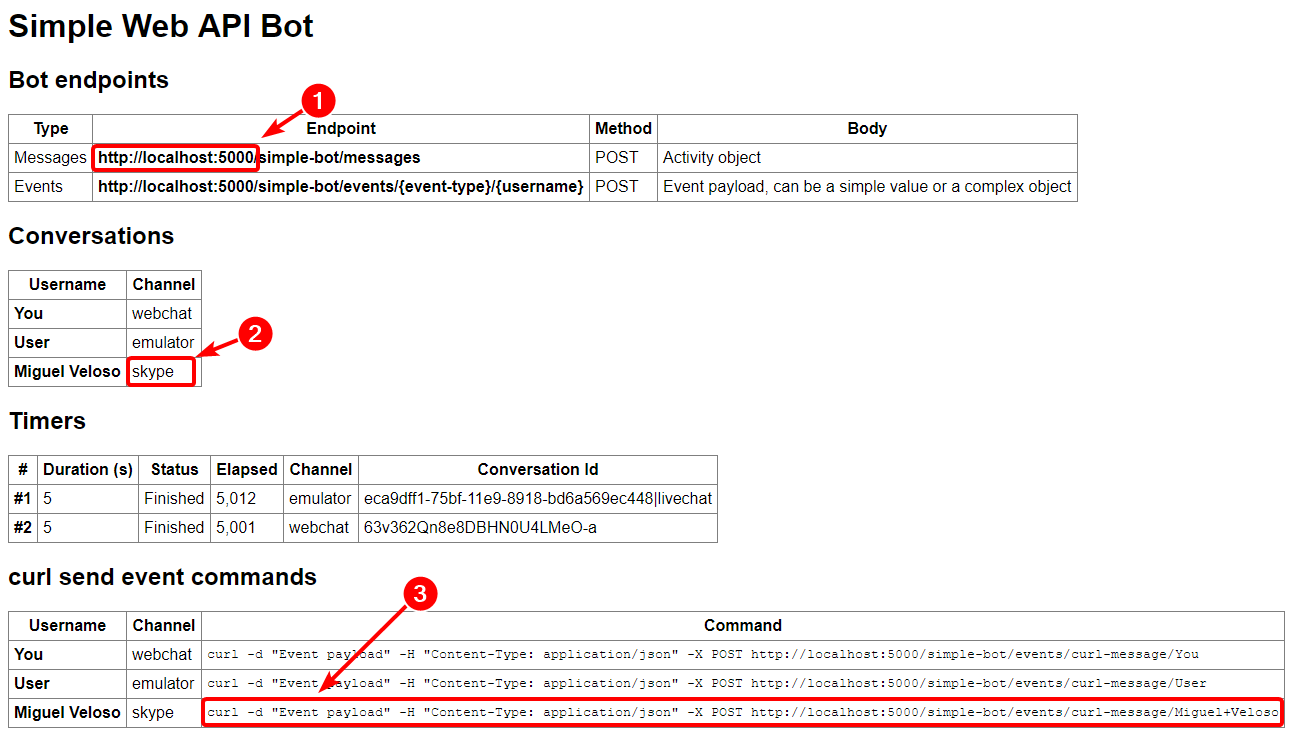 Simple Web API Bot
Bot endpoints
1
Type Endpoint Method Body
Messages http://localhost:5000/simple-bot/messages POST Activity object
Events http://localhost:5000/simple-bot/events/{event-type}/{username} POST Event payload, can be a simple value or a complex object
Conversations
Username Channel
You webchat
2
User emulator
Miguel Veloso skype
Timers
# Duration (s) Status Elapsed Channel Conversation Id
#1 5 Finished 5,012 emulator eca9dff1-75bf-11e9-8918-bd6a569ec448|livechat
#2 5 Finished 5,001 webchat 63v362Qn8e8DBHN0U4LMeO-a
curl send event commands
3
Username Channel Command
You webchat curl -d "Event payload" -H "Content-Type: application/json" -X POST http://localhost:5000/simple-bot/events/curl-message/You
User emulator curl -d "Event payload" -H "Content-Type: application/json" -X POST http://localhost:5000/simple-bot/events/curl-message/User
Miguel Veloso skype curl -d "Event payload" -H "Content-Type: application/json" -X POST http://localhost:5000/simple-bot/events/curl-message/Miguel+Veloso